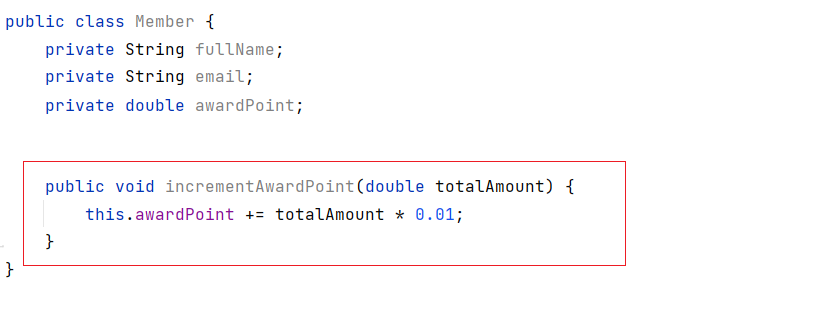 public class Member {
    private String fullName;
    private String email;
    private double awardPoint;
    public void incrementAwardPoint(double totalAmount) {
        this.awardPoint += totalAmount * 0.01;
    }
}